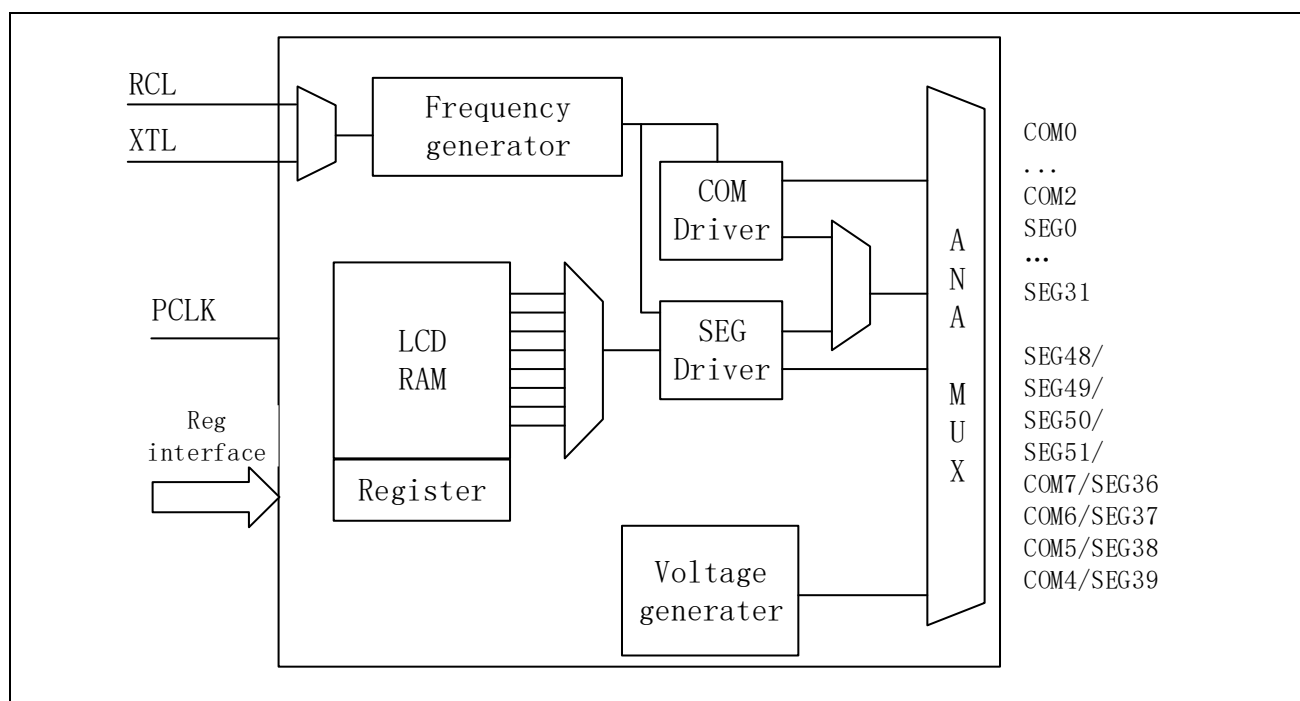 RCL
XTL
PCLK
Reg
interface
Frequency
generator
COM
Driver
LCD
RAM
Register
SEG
Driver
Voltage
generater
A
N
A
M
U
X
COM0
...
COM2
SEG0
…
SEG31
SEG48/
SEG49/
SEG50/
SEG51/
COM7/SEG36
COM6/SEG37
COM5/SEG38
COM4/SEG39